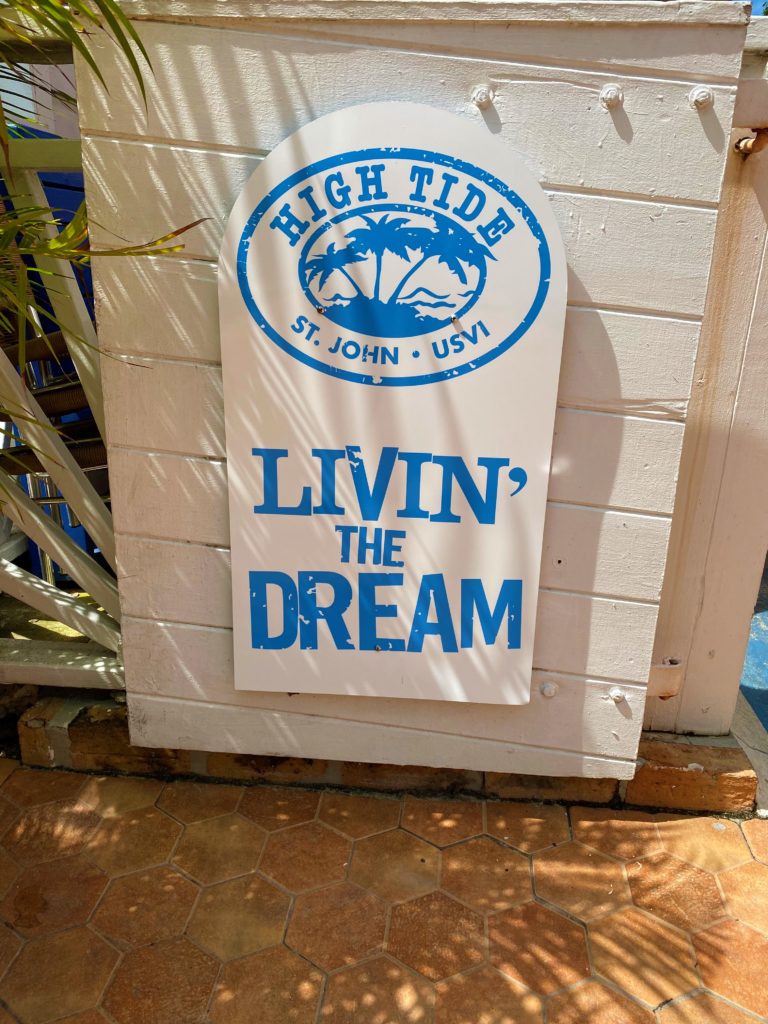 HIGH TIDE
ST. JOHN • USVI
LIVIN'
THE
DREAM